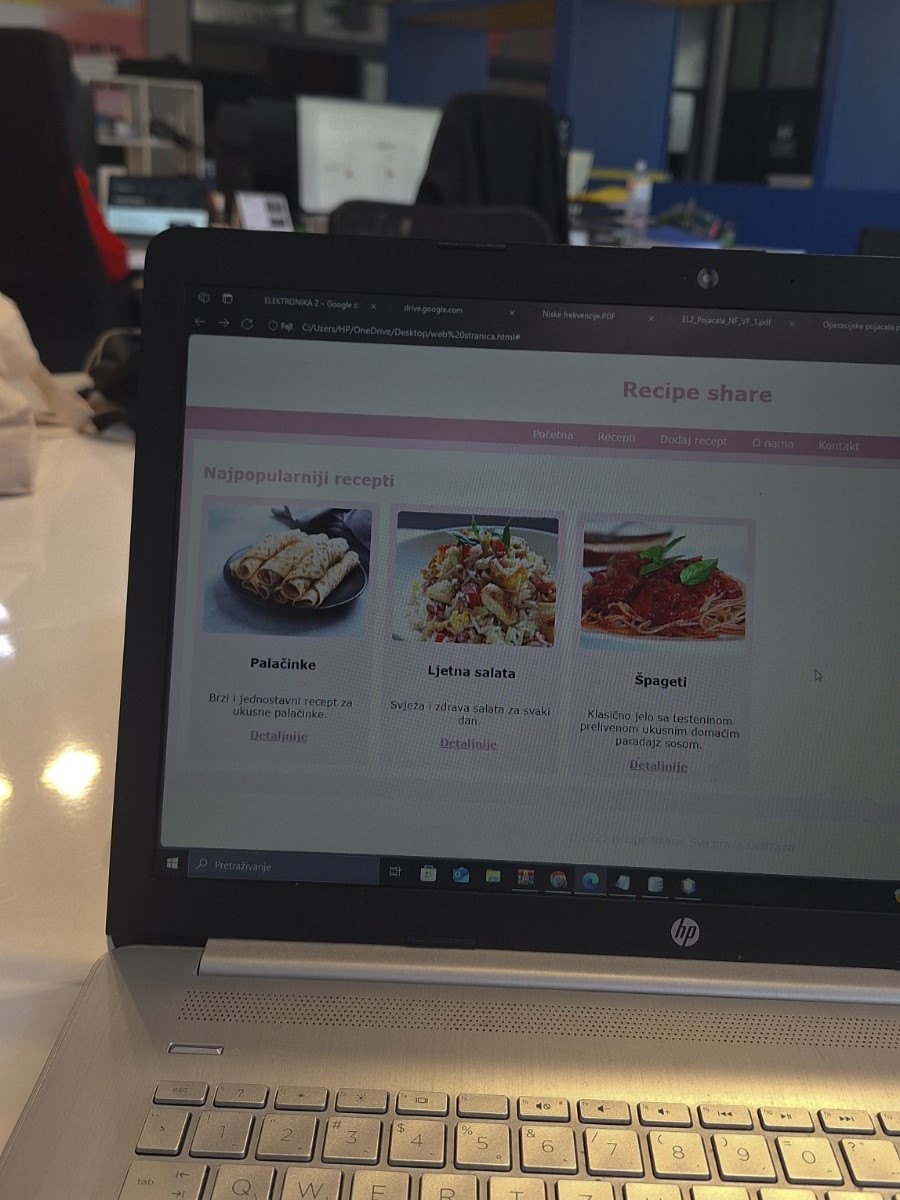 ELEKTRONIKA 2 – Google
drive.google.com
Niske frekvencije.PDF
EL2_Pojacala_NF_VF_1.pdf
Operacijska pojacala.p
Fajl
C:/Users/HP/OneDrive/Desktop/web%20stranica.html#
Recipe share
Početna Recepti Dodaj recept O nama Kontakt
Najpopularniji recepti
Palačinke
Brzi i jednostavni recept za
ukusne palačinke.
Detaljnije
Ljetna salata
Svježa i zdrava salata za svaki
dan.
Detaljnije
Špageti
Klasično jelo sa testeninom
prelivenom ukusnim domaćim
paradajz sosom.
Detaljnije
Pretraživanje
hp
esc ?
1 " 2 # 3 $ 4 % 5 & 6 / 7 ( 8 ) 9 = 0 ?
tab Q W E R T Z